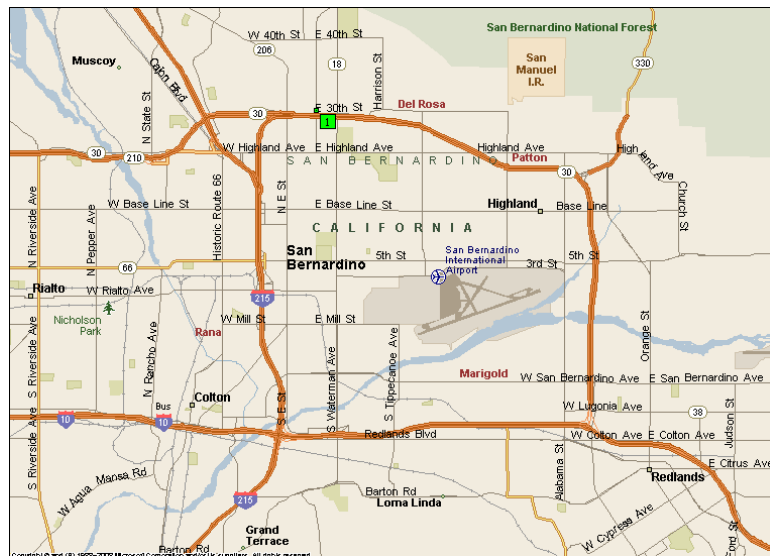 San Bernardino National Forest
W 40th St
E 40th St
206
Muscoy
Cajon Blvd
18
Harrison St
San
Manuel
I.R.
330
N State St
30
E 30th St
Del Rosa
1
W Highland Ave
E Highland Ave
Highland Ave
Highland Ave
30
210
SAN BERNARDINO
Patton
30
N Riverside Ave
N Pepper Ave
Historic Route 66
N E St
W Base Line St
E Base Line St
Highland
Base Line
Church St
CALIFORNIA
San
Bernardino
5th St
San Bernardino
International
Airport
3rd St
5th St
66
Rialto
W Rialto Ave
215
Nicholson
Park
Rana
W Mill St
E Mill St
Orange St
S Riverside Ave
N Rancho Ave
S Waterman Ave
S Tippecanoe Ave
Marigold
W San Bernardino Ave
E San Bernardino Ave
Colton
S E St
W Lugonia
38
Judson St
10
Bus
10
Redlands Blvd
W Colton Ave
E Colton Ave
S Riverside Ave
W Agua Mansa Rd
Alabama St
E Citrus Ave
Redlands
215
Barton Rd
Loma Linda
W Cypress Ave
Ford St
Grand
Terrace
Barton Rd